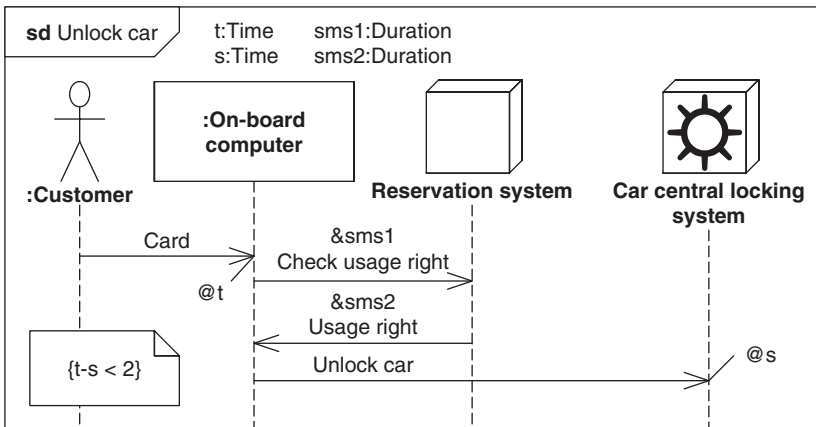 sd Unlock car
t:Time sms1:Duration
s:Time sms2:Duration
:On-board
computer
:Customer
Reservation system
Car central locking
system
Card
&sms1
Check usage right
@t
&sms2
Usage right
{t-s < 2}
Unlock car
@s